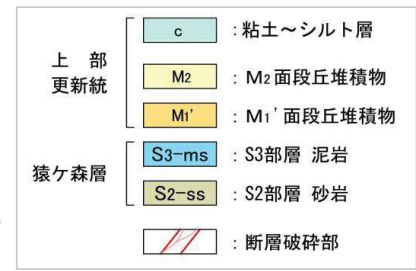 上部更新統
c : 粘土～シルト層
M2 : M2面段丘堆積物
M1' : M1'面段丘堆積物
猿ケ森層
S3-ms : S3部層 泥岩
S2-ss : S2部層 砂岩
: 断層破砕部